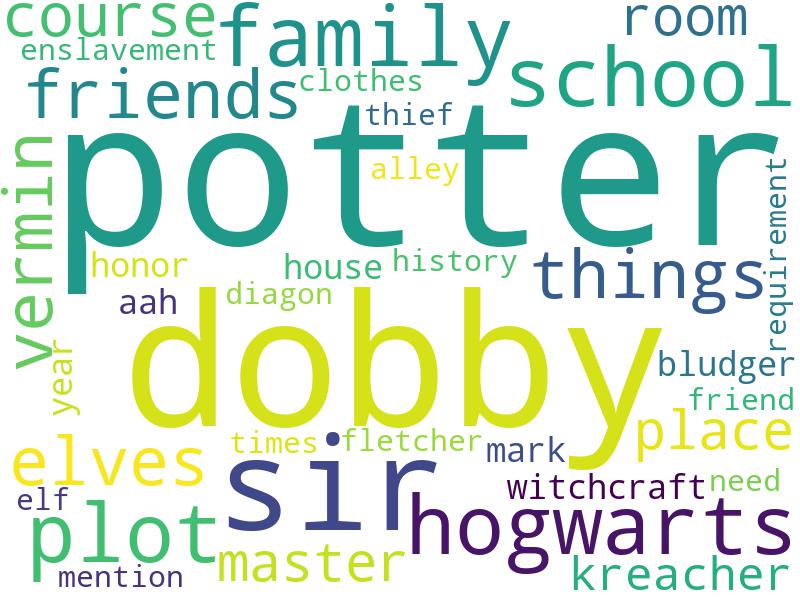 course
family
room
enslavement
school
friends
clothes
thief
potter
alley
vermin
requirement
honor
house
history
things
aah
diagon
dobby
year
bludger
friend
place
elves
times
fletcher
mark
sir
witchcraft
need
elf
plot
hogwarts
master
mention
kreacher